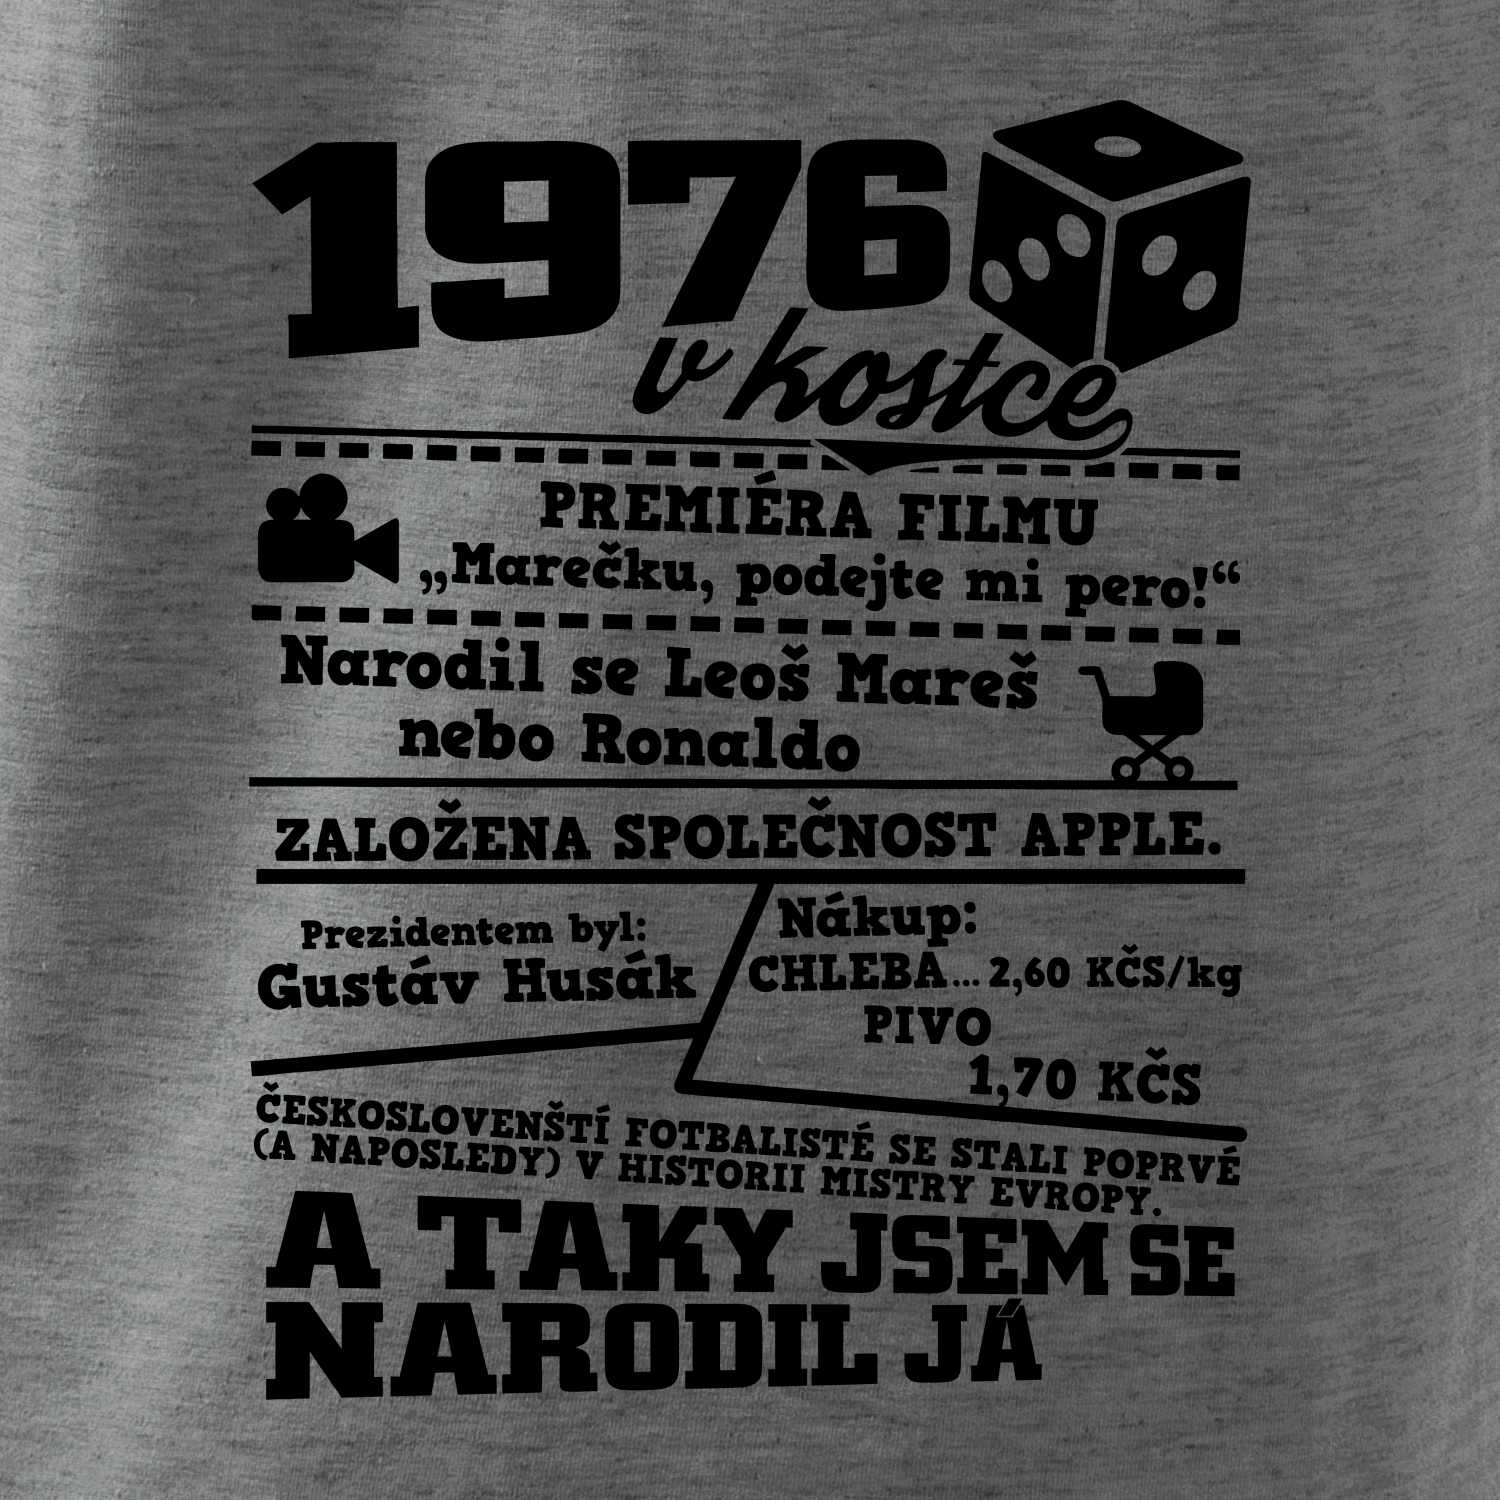 1976
v kostce
PREMIÉRA FILMU
„Marečku, podejte mi pero!“
Narodil se Leoš Mareš
nebo Ronaldo
ZALOŽENA SPOLEČNOST APPLE.
Prezidentem byl:
Gustáv Husák
Nákup:
CHLEBA... 2,60 KČS/kg
PIVO
1,70 KČS
ČESKOSLOVENŠTÍ FOTBALISTÉ SE STALI POPRVÉ
(A NAPOSLEDY) V HISTORII MISTRY EVROPY.
A TAKY JSEM SE
NARODIL JÁ